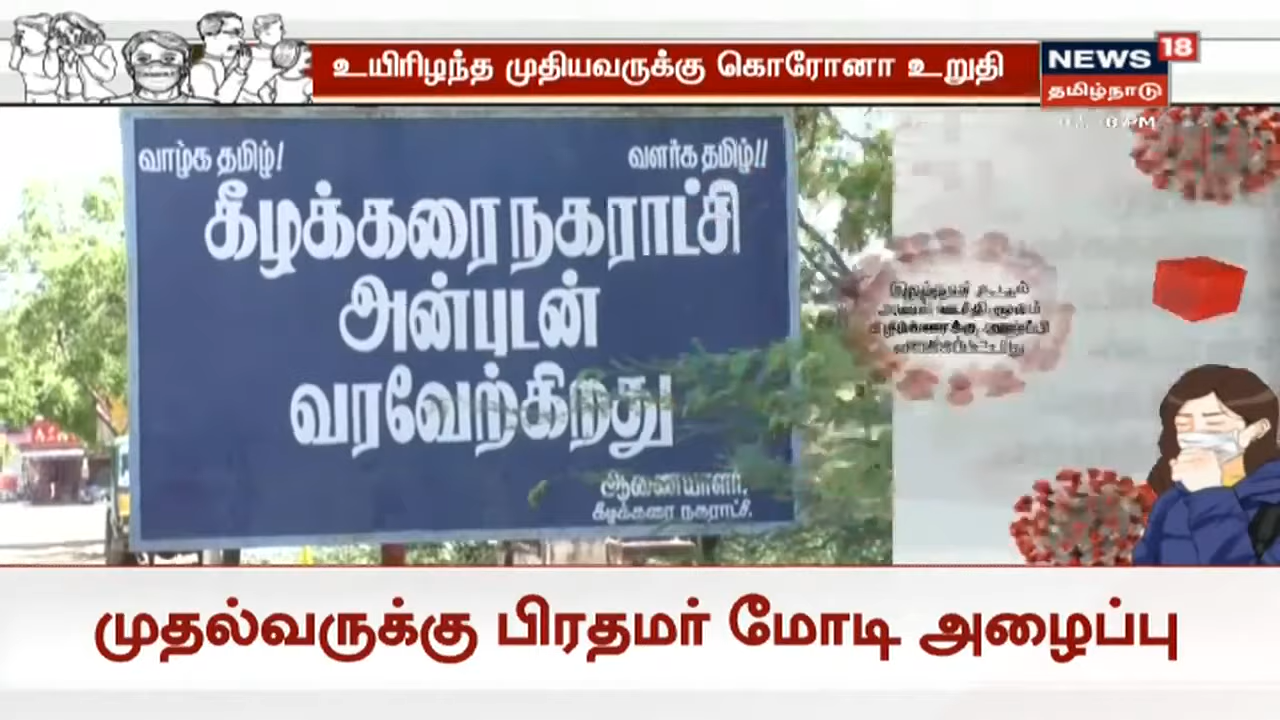 உயிரிழந்த முதியவருக்கு கொரோனா உறுதி
NEWS 18
தமிழ்நாடு
வாழ்க தமிழ்! வளர்க தமிழ்!!
கீழக்கரை நகராட்சி
அன்புடன்
வரவேற்கிறது
ஆணையாளர்,
கீழக்கரை நகராட்சி.
முதல்வருக்கு பிரதமர் மோடி அழைப்பு